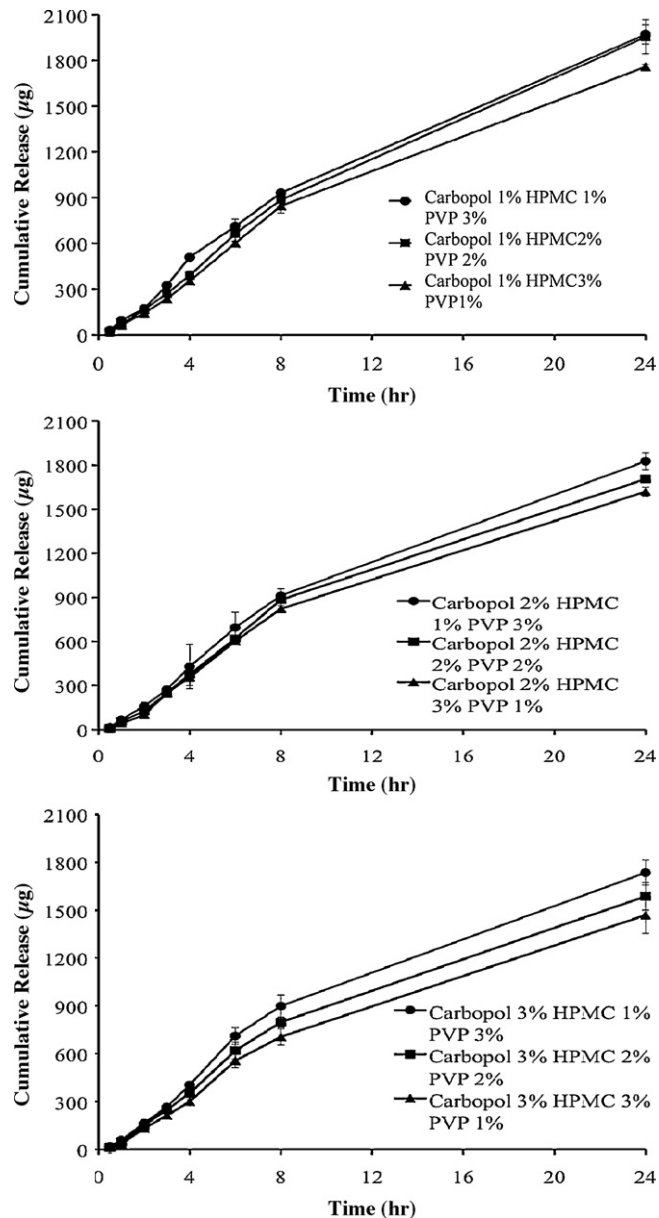 2100
1800
1500
1200
900
600
300
0
Cumulative Release (µg)
Carbopol 1% HPMC 1%
PVP 3%
Carbopol 1% HPMC2%
PVP 2%
Carbopol 1% HPMC3%
PVP1%
0 4 8 12 16 20 24
Time (hr)
2100
1800
1500
1200
900
600
300
0
Cumulative Release (µg)
Carbopol 2% HPMC
1% PVP 3%
Carbopol 2% HPMC
2% PVP 2%
Carbopol 2% HPMC
3% PVP 1%
0 4 8 12 16 20 24
Time (hr)
2100
1800
1500
1200
900
600
300
0
Cumulative Release (µg)
Carbopol 3% HPMC 1%
PVP 3%
Carbopol 3% HPMC 2%
PVP 2%
Carbopol 3% HPMC 3%
PVP 1%
0 4 8 12 16 20 24
Time (hr)